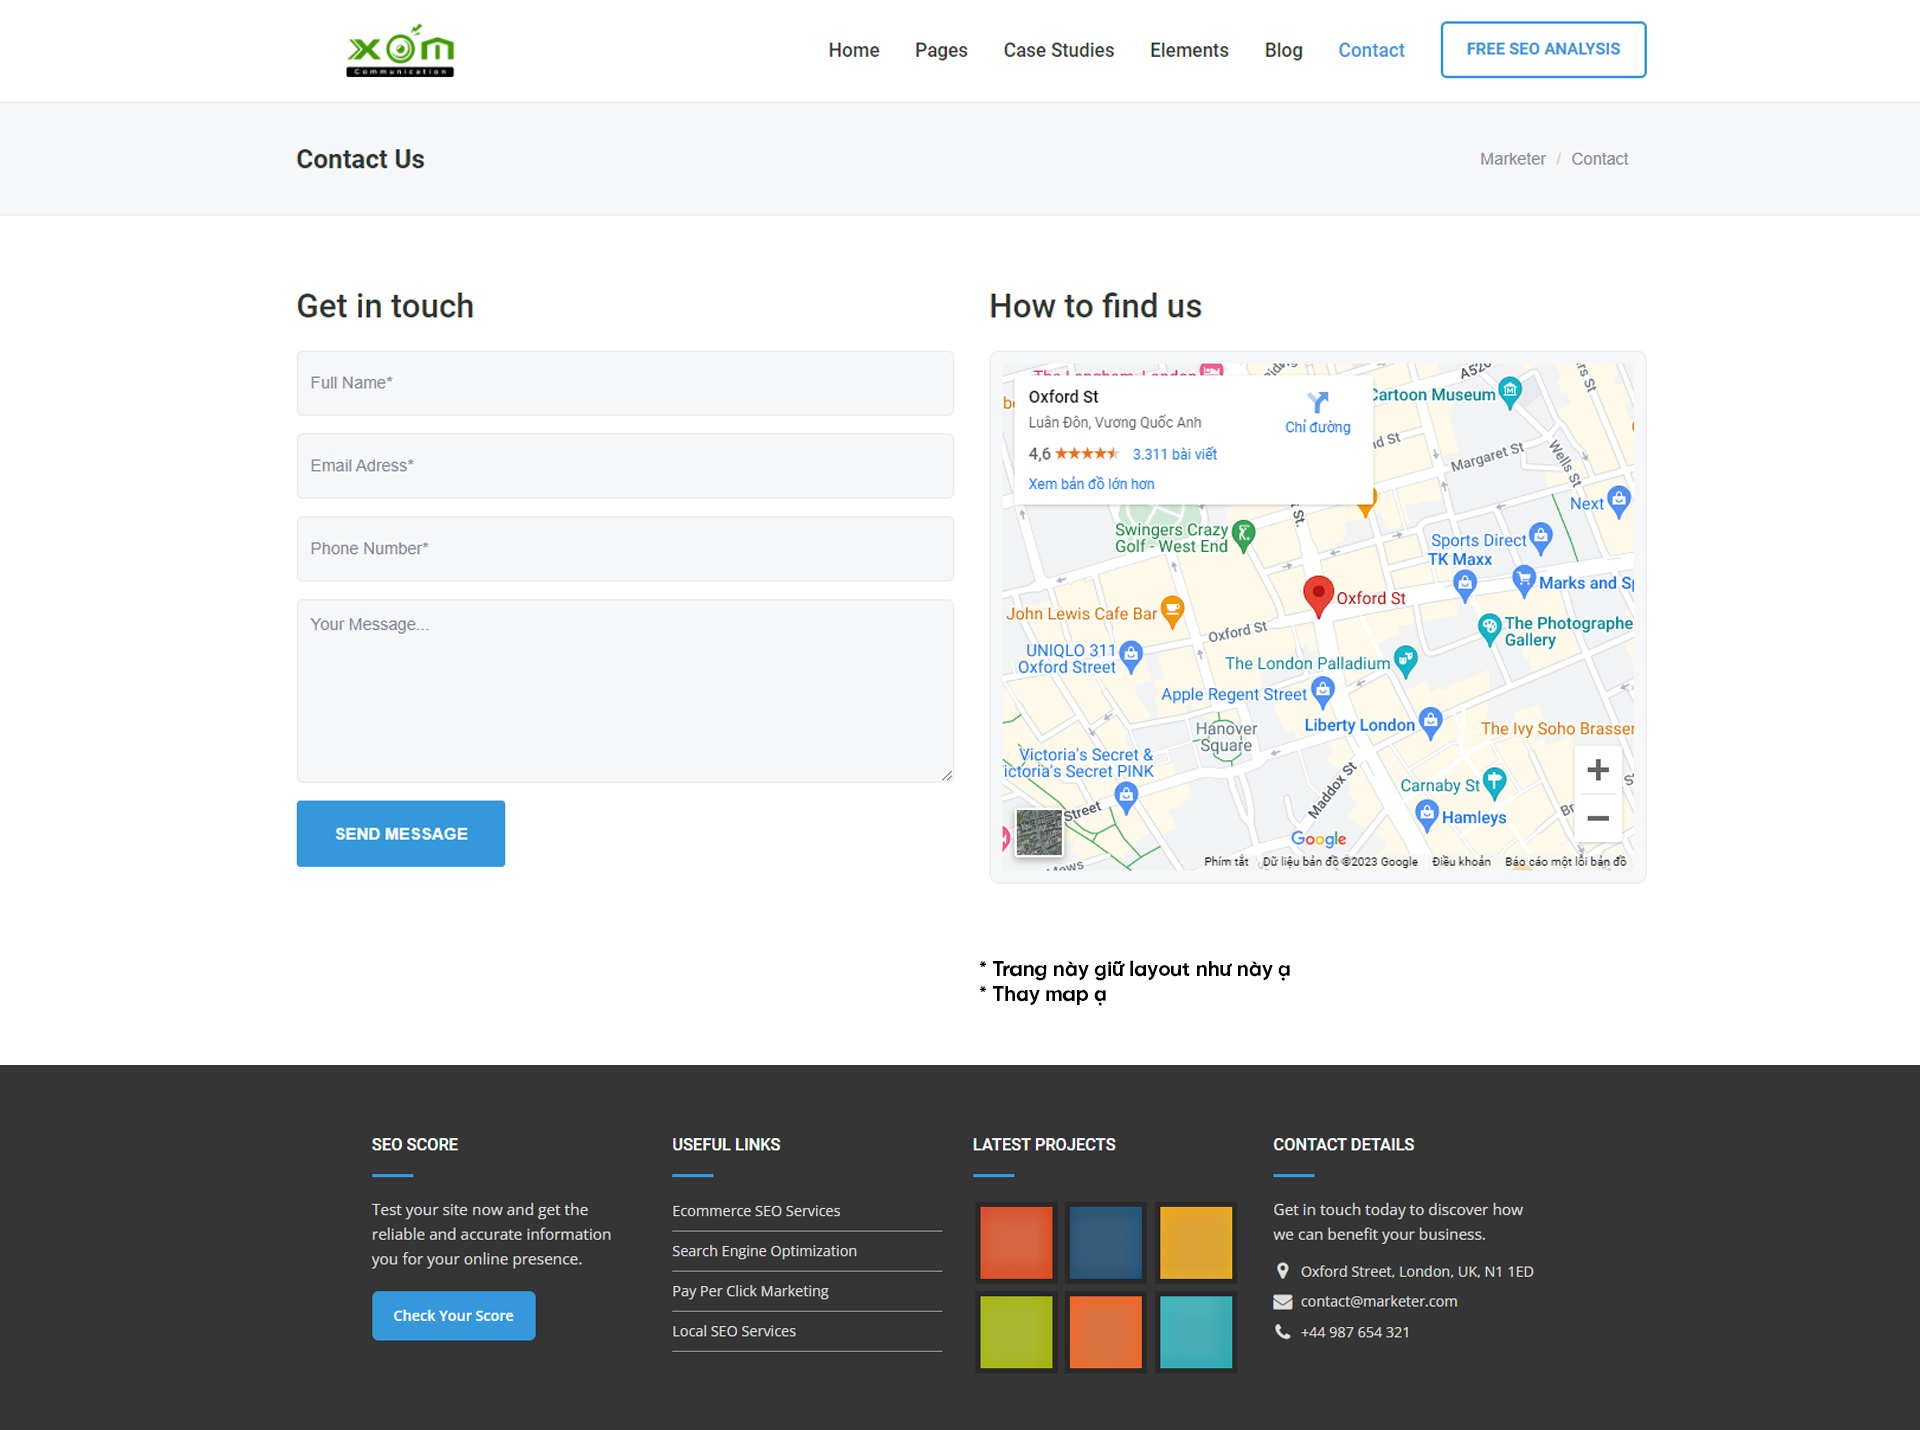 XOM
Communication
Home Pages Case Studies Elements Blog Contact FREE SEO ANALYSIS
Contact Us
Marketer / Contact
Get in touch
Full Name*
Email Adress*
Phone Number*
Your Message...
SEND MESSAGE
How to find us
Oxford St
Luân Đôn, Vương Quốc Anh
4,6 3.311 bài viết
Xem bản đồ lớn hơn
Chỉ đường
Cartoon Museum
Margaret St
Wells St
Next
Swingers Crazy
Golf - West End
Sports Direct
TK Maxx
Marks and Sp
Oxford St
John Lewis Cafe Bar
Oxford St
The Photographe
Gallery
UNIQLO 311
Oxford Street
The London Palladium
Apple Regent Street
Liberty London
Hanover
Square
The Ivy Soho Brasser
Victoria's Secret &
ictoria's Secret PINK
Maddox St
Carnaby St
Street
Hamleys
Google
Phím tắt Dữ liệu bản đồ ©2023 Google Điều khoản Báo cáo một lỗi bản đồ
* Trang này giữ layout như này ạ
* Thay map ạ
SEO SCORE
Test your site now and get the
reliable and accurate information
you for your online presence.
Check Your Score
USEFUL LINKS
Ecommerce SEO Services
Search Engine Optimization
Pay Per Click Marketing
Local SEO Services
LATEST PROJECTS
CONTACT DETAILS
Get in touch today to discover how
we can benefit your business.
Oxford Street, London, UK, N1 1ED
contact@marketer.com
+44 987 654 321